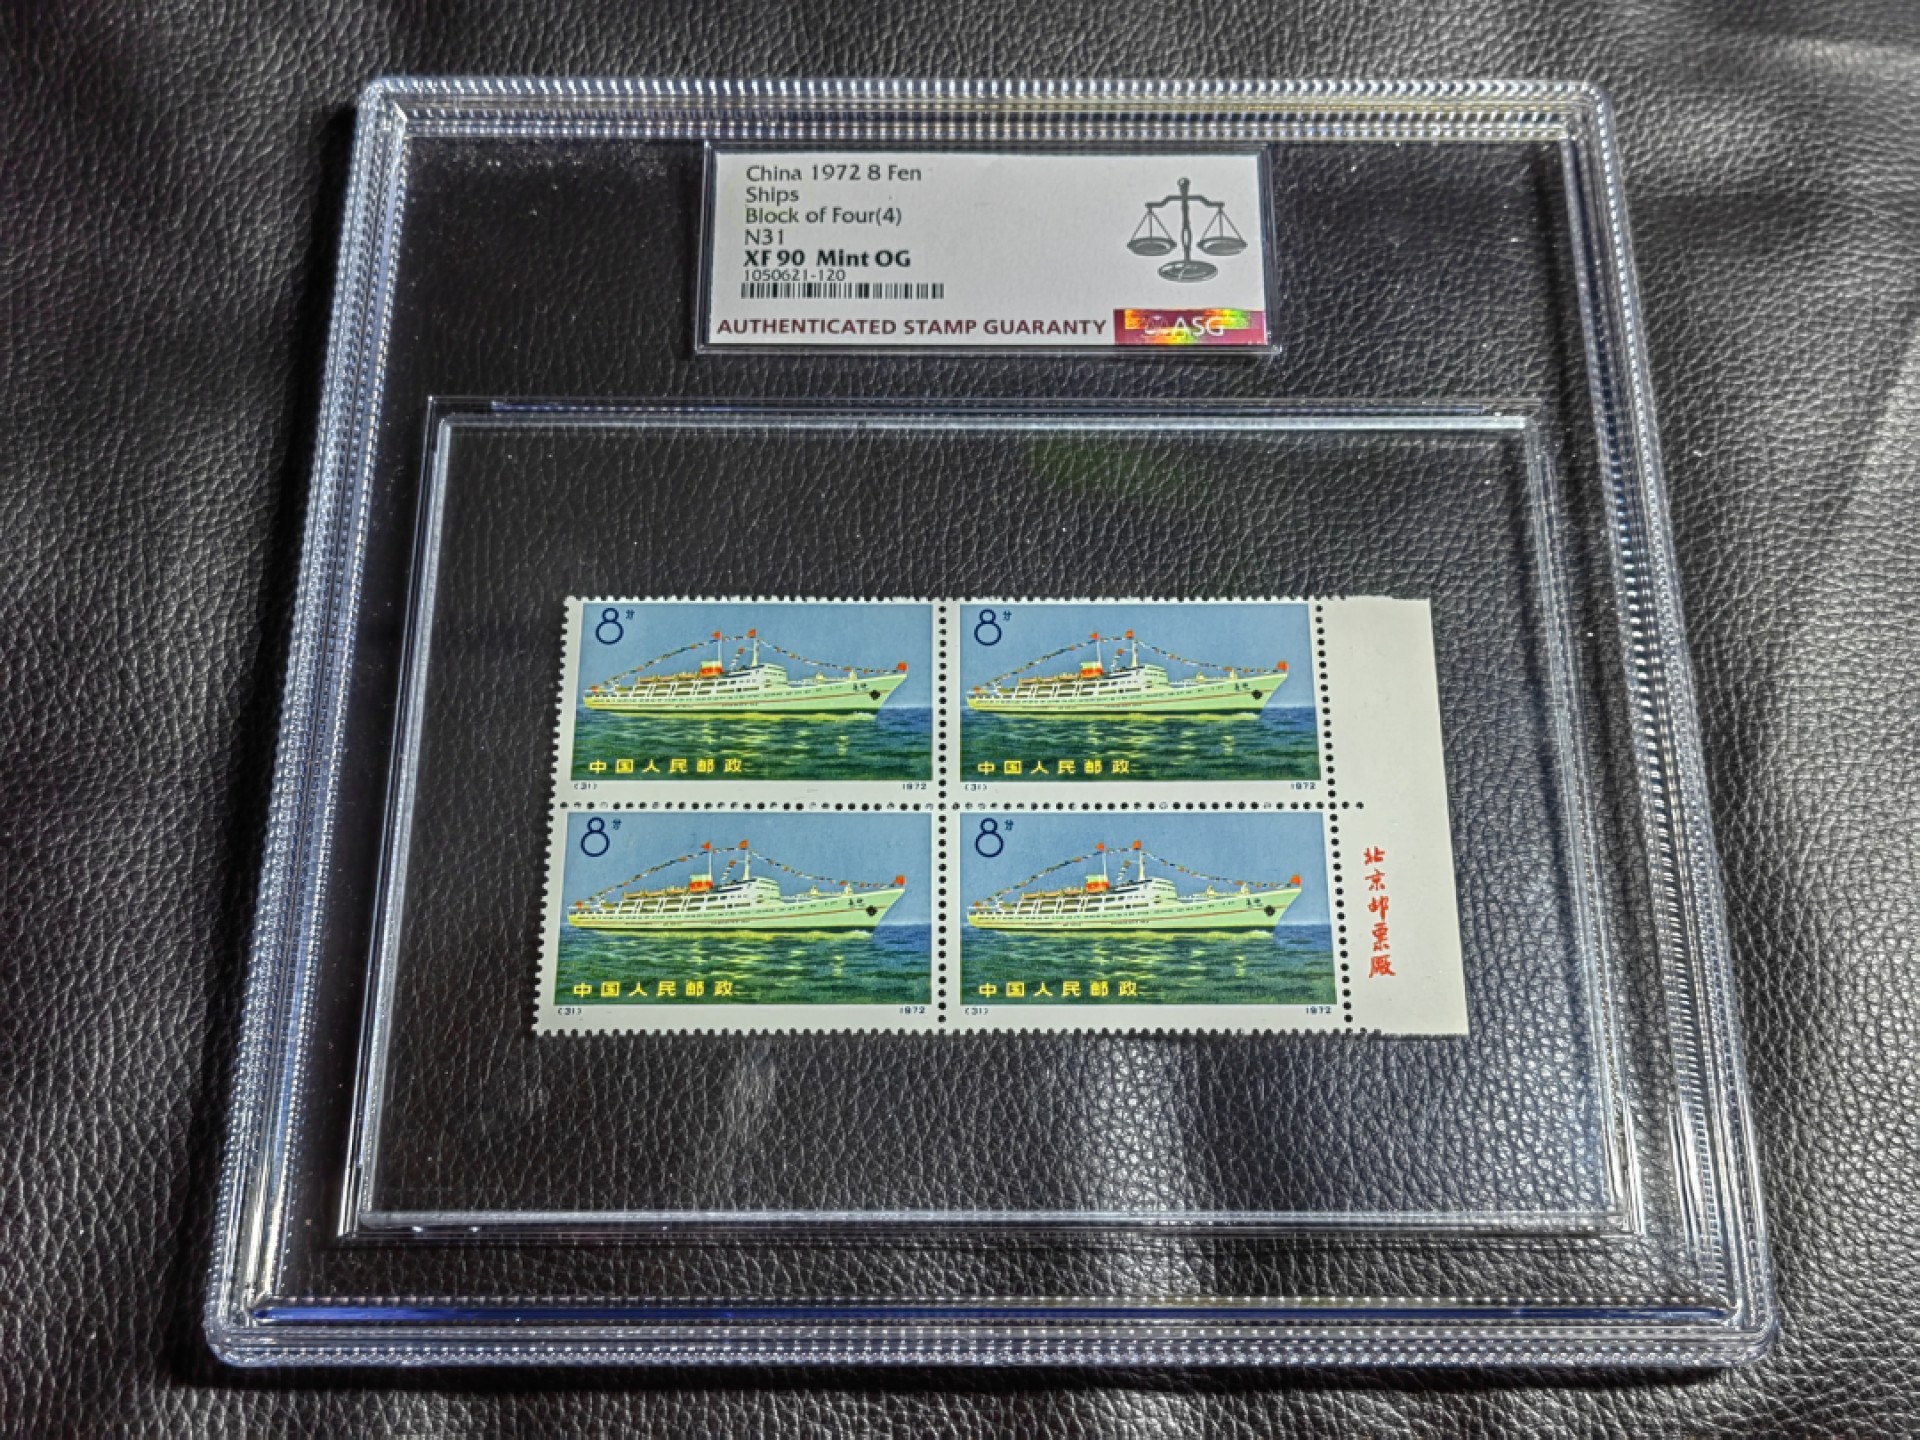 China 1972 8 Fen
Ships
Block of Four(4)
N31
XF 90 Mint OG
1050621-120
AUTHENTICATED STAMP GUARANTY
ASG
8分
中国人民邮政
(31)
1972
8分
中国人民邮政
(31)
1972
8分
中国人民邮政
(31)
1972
8分
中国人民邮政
(31)
1972
北京邮票厂